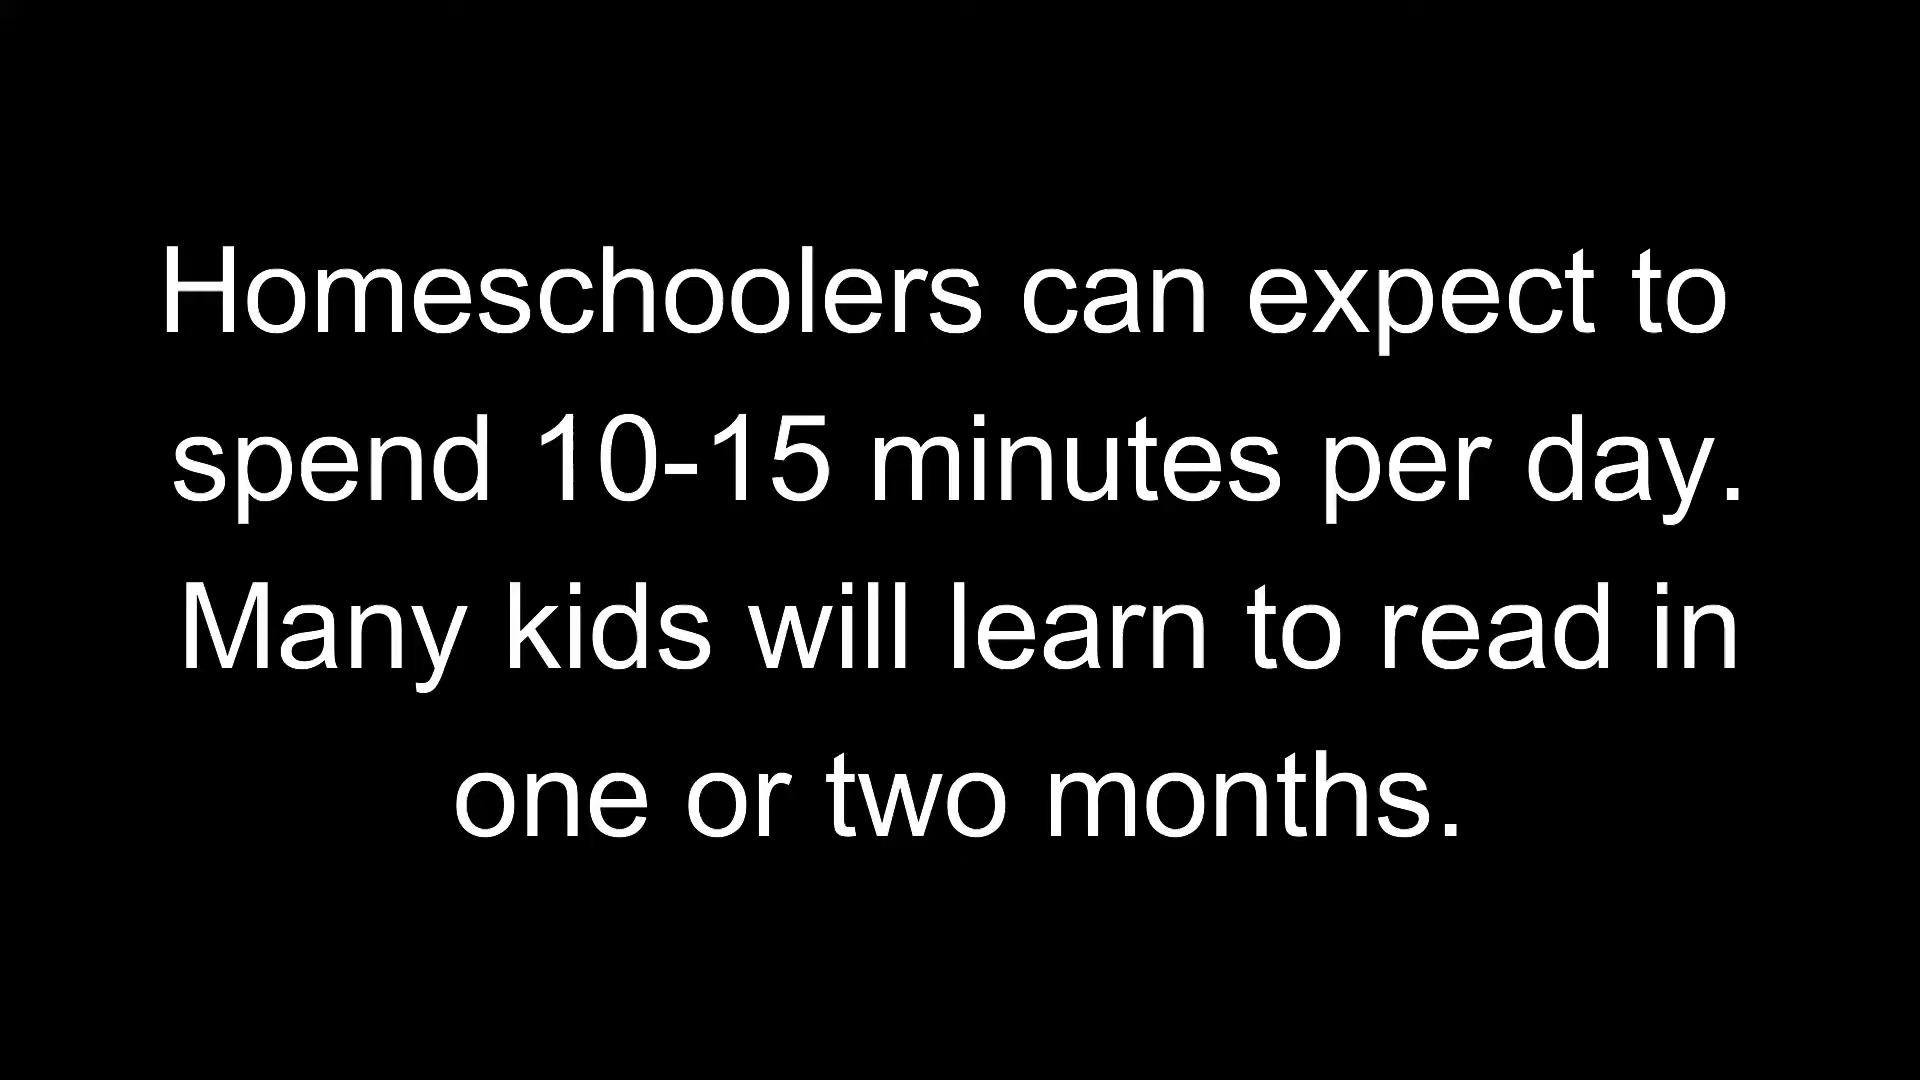 Homeschoolers can expect to
spend 10-15 minutes per day.
Many kids will learn to read in
one or two months.